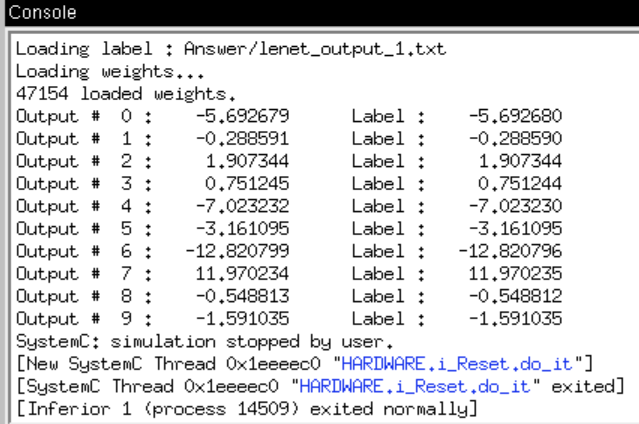 Console
Loading label : Answer/lenet_output_1.txt
Loading weights...
47154 loaded weights.
Output #  0 :     -5.692679     Label :     -5.692680
Output #  1 :     -0.288591     Label :     -0.288590
Output #  2 :      1.907344     Label :      1.907344
Output #  3 :      0.751245     Label :      0.751244
Output #  4 :     -7.023232     Label :     -7.023230
Output #  5 :     -3.161095     Label :     -3.161095
Output #  6 :    -12.820799     Label :    -12.820796
Output #  7 :     11.970234     Label :     11.970235
Output #  8 :     -0.548813     Label :     -0.548812
Output #  9 :     -1.591035     Label :     -1.591035
SystemC: simulation stopped by user.
[New SystemC Thread 0x1eeeec0 "HARDWARE.i_Reset.do_it"]
[SystemC Thread 0x1eeeec0 "HARDWARE.i_Reset.do_it" exited]
[Inferior 1 (process 14509) exited normally]